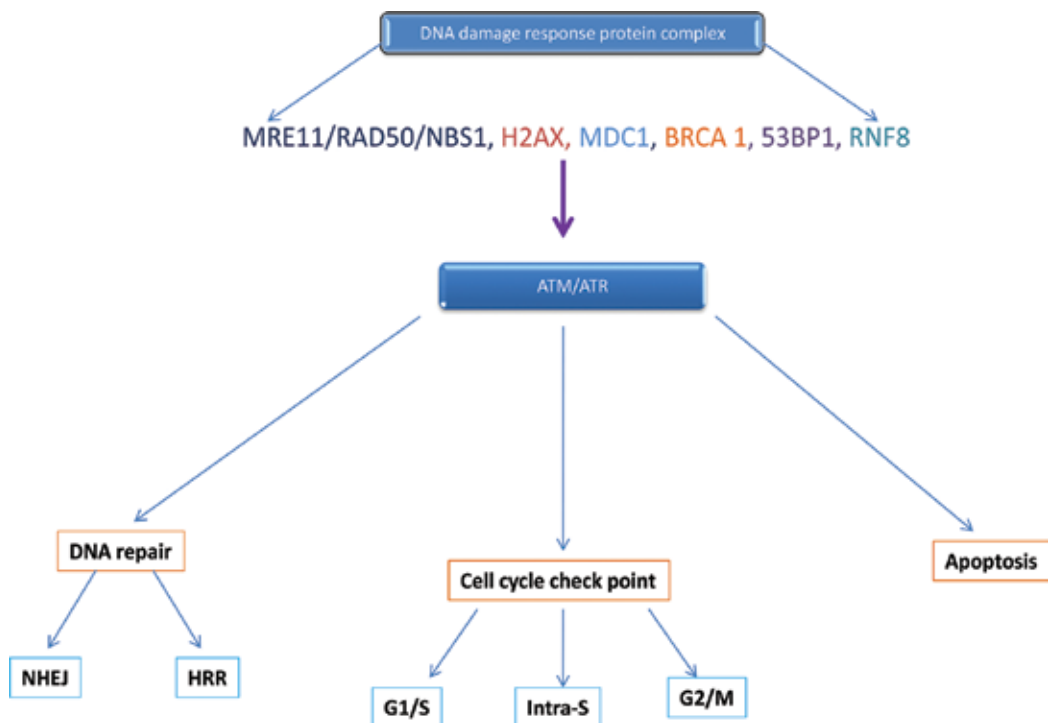 DNA damage response protein complex
MRE11/RAD50/NBS1, H2AX, MDC1, BRCA 1, 53BP1, RNF8
ATM/ATR
DNA repair
Cell cycle check point
Apoptosis
NHEJ
HRR
G1/S
Intra-S
G2/M